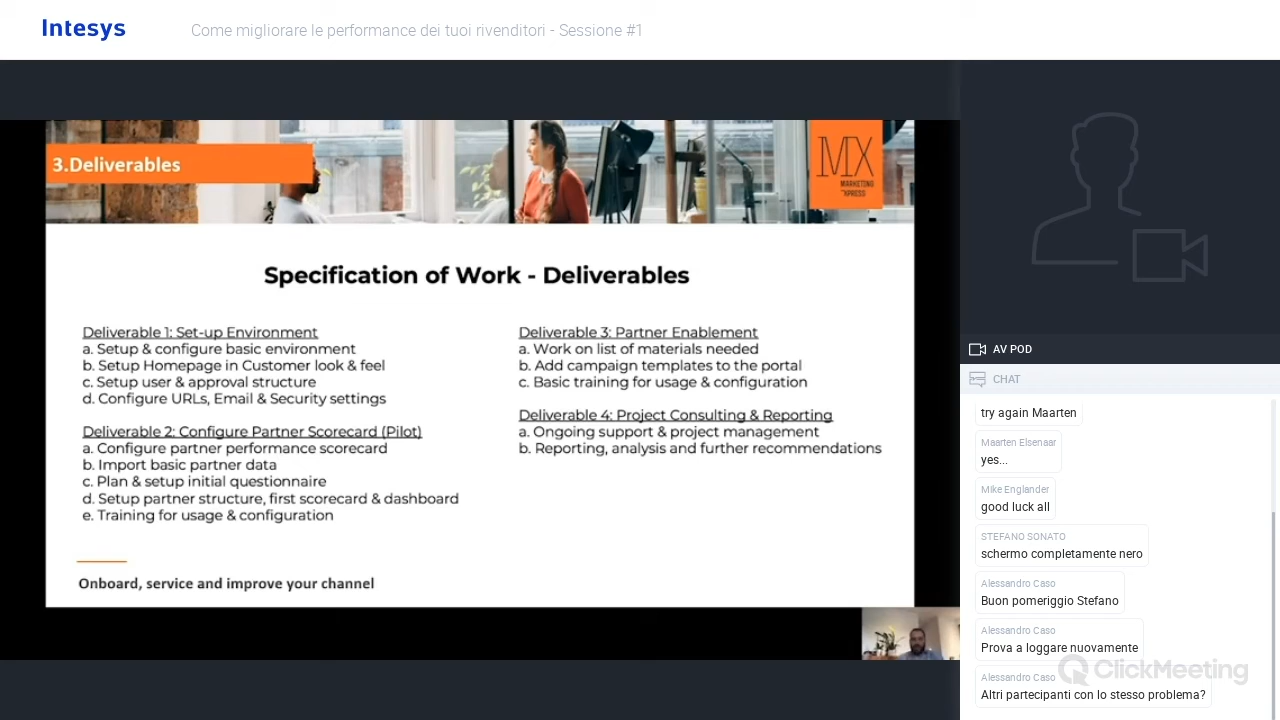 Intesys
Come migliorare le performance dei tuoi rivenditori - Sessione #1
3.Deliverables
MX
MARKETING
XPRESS
Specification of Work - Deliverables
Deliverable 1: Set-up Environment
a. Setup & configure basic environment
b. Setup Homepage in Customer look & feel
c. Setup user & approval structure
d. Configure URLs, Email & Security settings
Deliverable 2: Configure Partner Scorecard (Pilot)
a. Configure partner performance scorecard
b. Import basic partner data
c. Plan & setup initial questionnaire
d. Setup partner structure, first scorecard & dashboard
e. Training for usage & configuration
Deliverable 3: Partner Enablement
a. Work on list of materials needed
b. Add campaign templates to the portal
c. Basic training for usage & configuration
Deliverable 4: Project Consulting & Reporting
a. Ongoing support & project management
b. Reporting, analysis and further recommendations
Onboard, service and improve your channel
AV POD
CHAT
try again Maarten
Maarten Elsenaar
yes...
Mike Englander
good luck all
STEFANO SONATO
schermo completamente nero
Alessandro Caso
Buon pomeriggio Stefano
Alessandro Caso
Prova a loggare nuovamente
Alessandro Caso
Altri partecipanti con lo stesso problema?
ClickMeeting